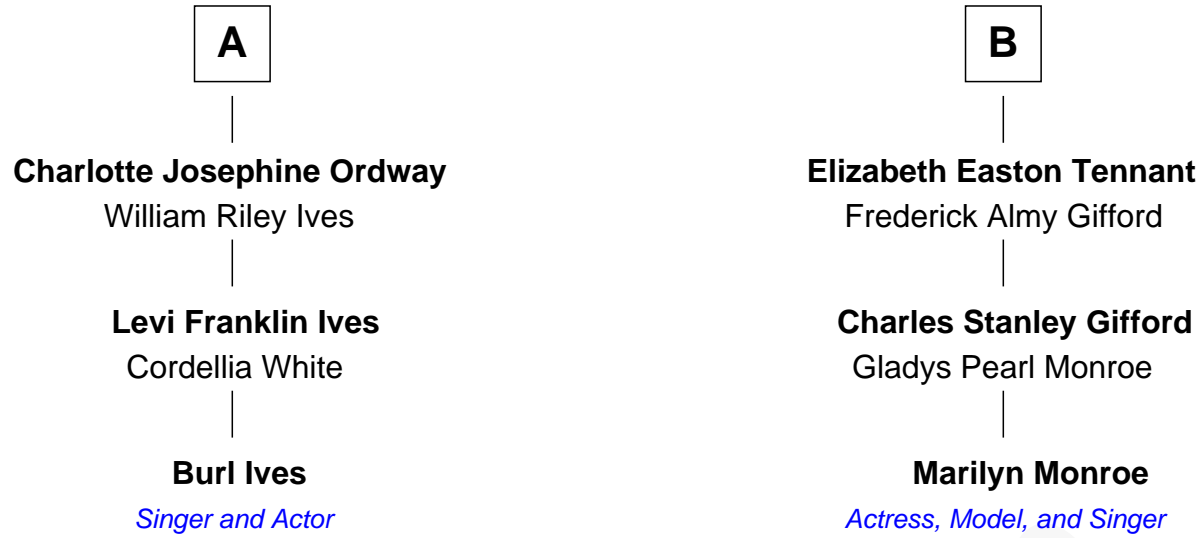 A
Charlotte Josephine Ordway
William Riley Ives
Levi Franklin Ives
Cordellia White
Burl Ives
Singer and Actor
B
Elizabeth Easton Tennant
Frederick Almy Gifford
Charles Stanley Gifford
Gladys Pearl Monroe
Marilyn Monroe
Actress, Model, and Singer